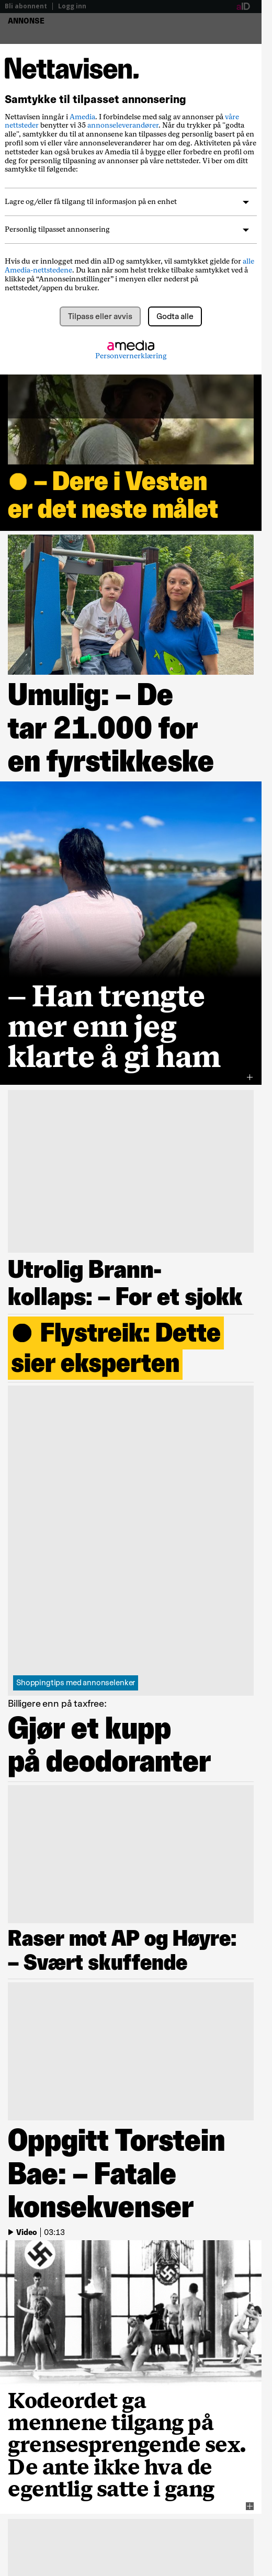 Bli abonnent | Logg inn
aID
ANNONSE
Nettavisen.
Samtykke til tilpasset annonsering
Nettavisen inngår i Amedia. I forbindelse med salg av annonser på våre
nettsteder benytter vi 35 annonseleverandører. Når du trykker på "godta
alle", samtykker du til at annonsene kan tilpasses deg personlig basert på en
profil som vi eller våre annonseleverandører har om deg. Aktiviteten på våre
nettsteder kan også brukes av Amedia til å bygge eller forbedre en profil om
deg for personlig tilpasning av annonser på våre nettsteder. Vi ber om ditt
samtykke til følgende:
Lagre og/eller få tilgang til informasjon på en enhet
Personlig tilpasset annonsering
Hvis du er innlogget med din aID og samtykker, vil samtykket gjelde for alle
Amedia-nettstedene. Du kan når som helst trekke tilbake samtykket ved å
klikke på “Annonseinnstillinger” i menyen eller nederst på
nettstedet/appen du bruker.
Tilpass eller avvis
Godta alle
amedia
Personvernerklæring
– Dere i Vesten
er det neste målet
Umulig: – De
tar 21.000 for
en fyrstikkeske
– Han trengte
mer enn jeg
klarte å gi ham
Utrolig Brann-
kollaps: – For et sjokk
Flystreik: Dette
sier eksperten
Shoppingtips med annonselenker
Billigere enn på taxfree:
Gjør et kupp
på deodoranter
Raser mot AP og Høyre:
– Svært skuffende
Oppgitt Torstein
Bae: – Fatale
konsekvenser
Video | 03:13
Kodeordet ga
mennene tilgang på
grensesprengende sex.
De ante ikke hva de
egentlig satte i gang